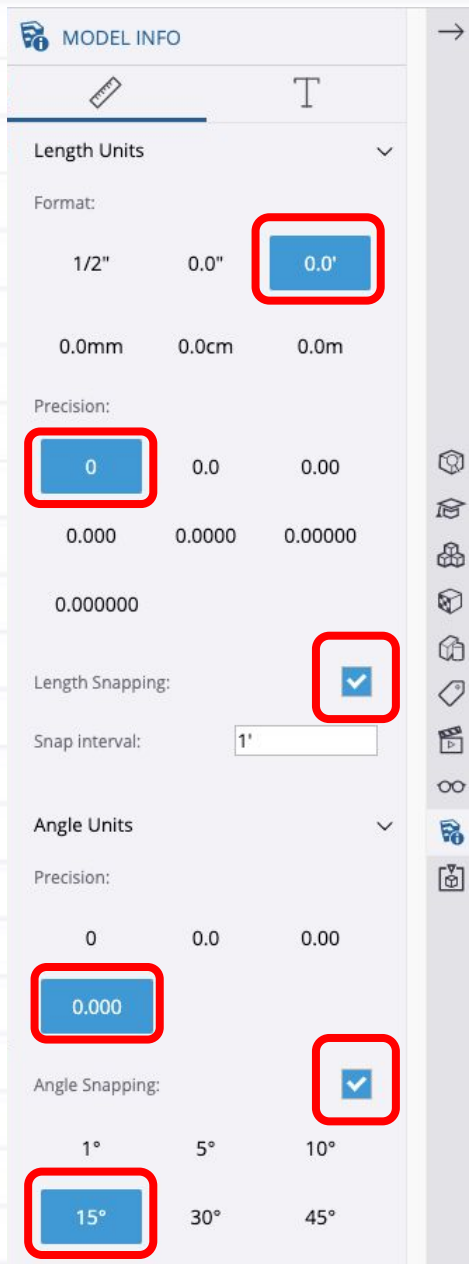 MODEL INFO
T
Length Units
Format:
1/2" 0.0" 0.0'
0.0mm 0.0cm 0.0m
Precision:
0 0.0 0.00
0.000 0.0000 0.00000
0.000000
Length Snapping:
Snap interval: 1'
Angle Units
Precision:
0 0.0 0.00
0.000
Angle Snapping:
1° 5° 10°
15° 30° 45°